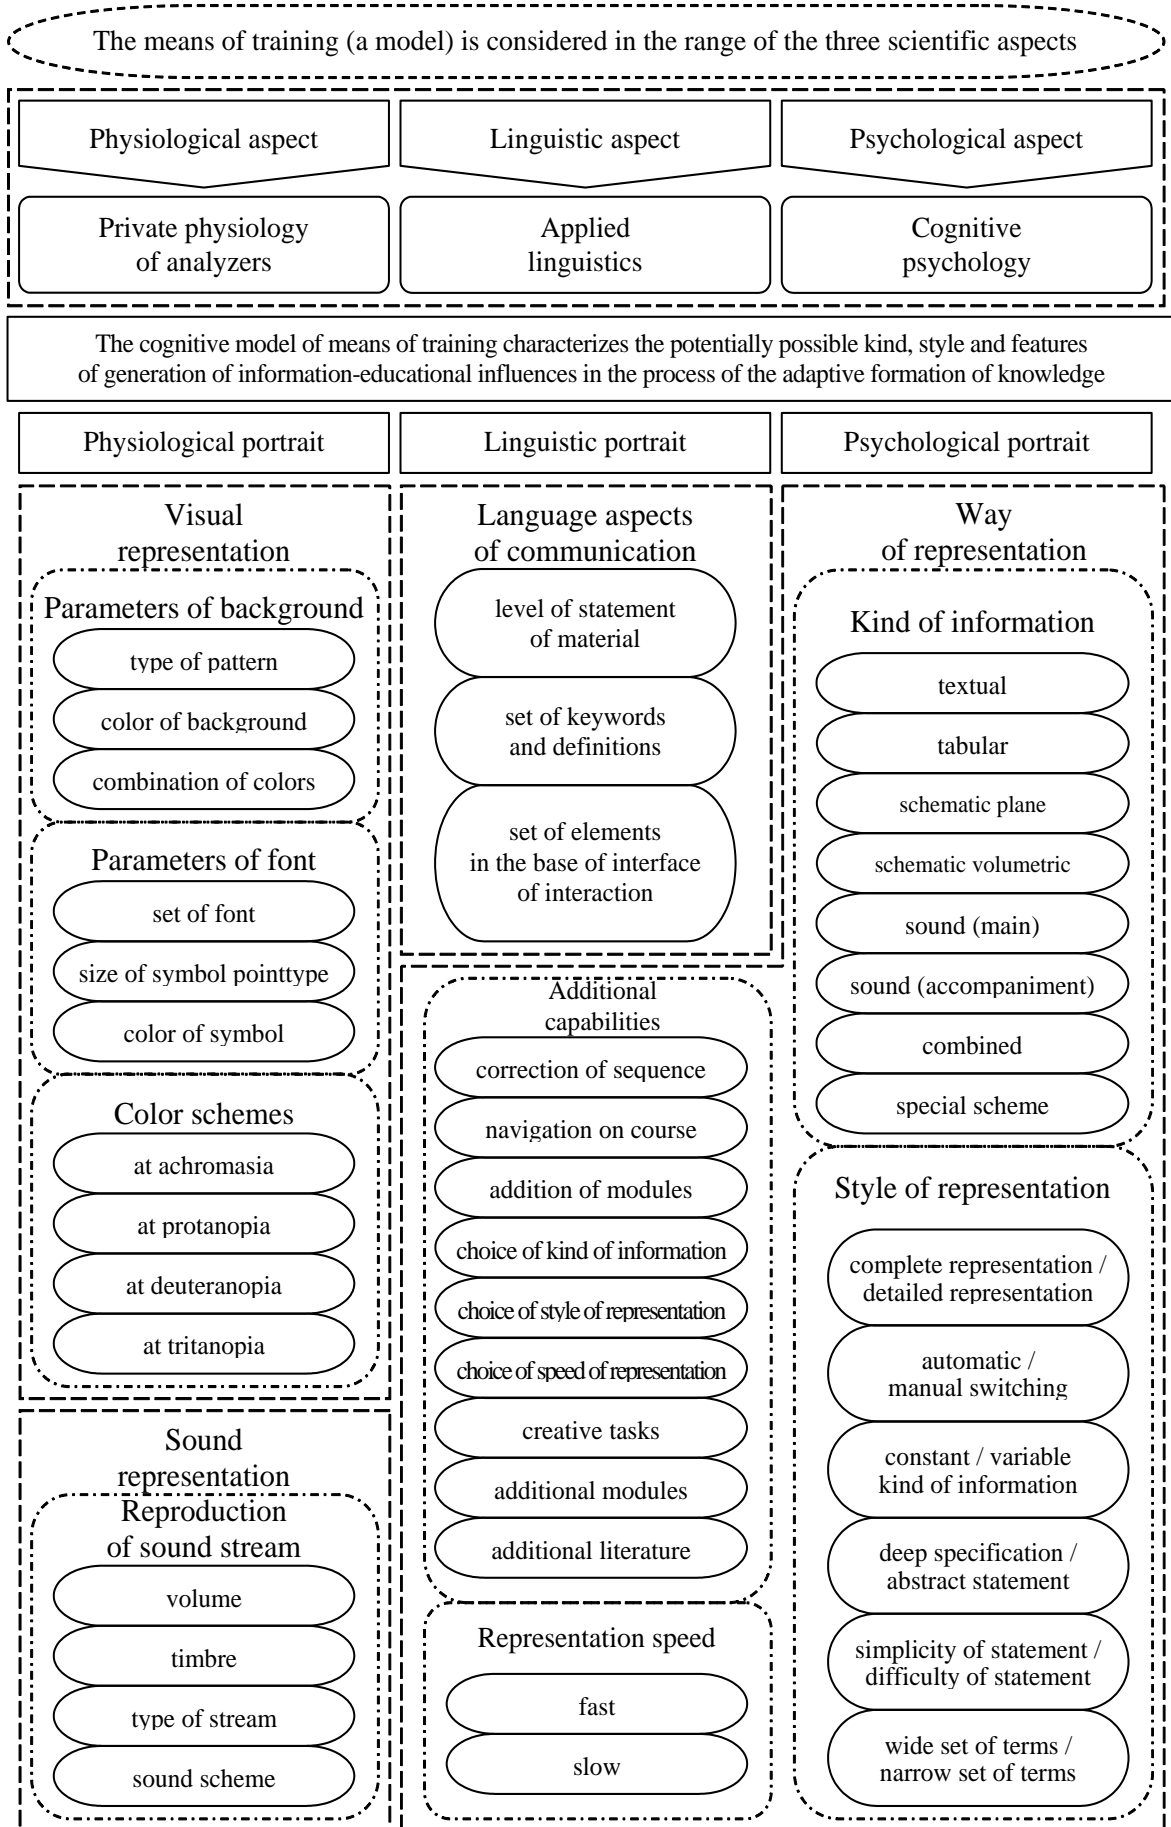 The means of training (a model) is considered in the range of the three scientific aspects
Physiological aspect
Linguistic aspect
Psychological aspect
Private physiology
of analyzers
Applied
linguistics
Cognitive
psychology
The cognitive model of means of training characterizes the potentially possible kind, style and features
of generation of information-educational influences in the process of the adaptive formation of knowledge
Physiological portrait
Linguistic portrait
Psychological portrait
Visual
representation
Parameters of background
type of pattern
color of background
combination of colors
Parameters of font
set of font
size of symbol pointtype
color of symbol
Color schemes
at achromasia
at protanopia
at deuteranopia
at tritanopia
Sound
representation
Reproduction
of sound stream
volume
timbre
type of stream
sound scheme
Language aspects
of communication
level of statement
of material
set of keywords
and definitions
set of elements
in the base of interface
of interaction
Additional
capabilities
correction of sequence
navigation on course
addition of modules
choice of kind of information
choice of style of representation
choice of speed of representation
creative tasks
additional modules
additional literature
Representation speed
fast
slow
Way
of representation
Kind of information
textual
tabular
schematic plane
schematic volumetric
sound (main)
sound (accompaniment)
combined
special scheme
Style of representation
complete representation /
detailed representation
automatic /
manual switching
constant / variable
kind of information
deep specification /
abstract statement
simplicity of statement /
difficulty of statement
wide set of terms /
narrow set of terms